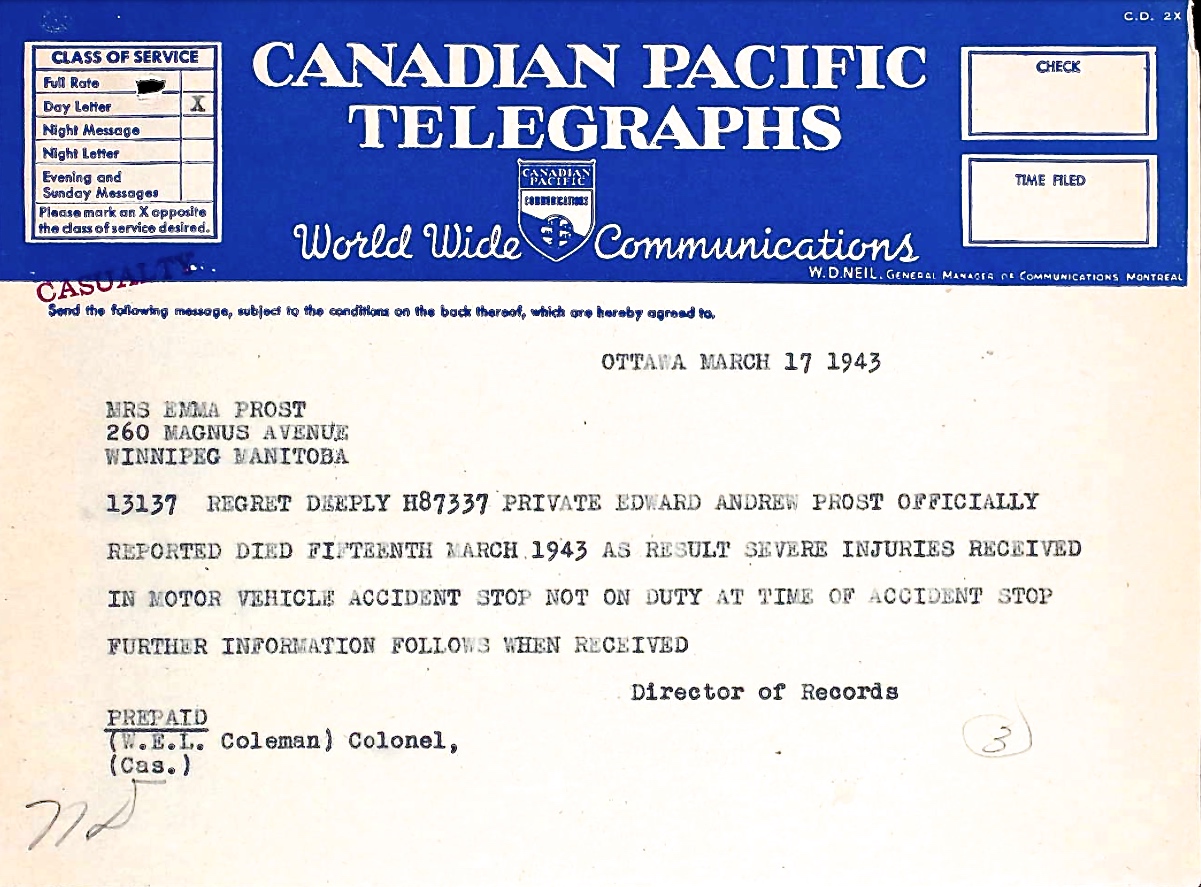 C.D. 2X
CLASS OF SERVICE
Full Rate
Day Letter X
Night Message
Night Letter
Evening and
Sunday Messages
Please mark an X opposite
the class of service desired.
CANADIAN PACIFIC
TELEGRAPHS
CANADIAN
PACIFIC
COMMUNICATIONS
World Wide Communications
CHECK
TIME FILED
W.D.NEIL, GENERAL MANAGER OF COMMUNICATIONS MONTREAL
CASUALTY
Send the following message, subject to the conditions on the back thereof, which are hereby agreed to.
OTTAWA MARCH 17 1943
MRS EMMA PROST
260 MAGNUS AVENUE
WINNIPEG MANITOBA
13137 REGRET DEEPLY H87337 PRIVATE EDWARD ANDREW PROST OFFICIALLY
REPORTED DIED FIFTEENTH MARCH 1943 AS RESULT SEVERE INJURIES RECEIVED
IN MOTOR VEHICLE ACCIDENT STOP NOT ON DUTY AT TIME OF ACCIDENT STOP
FURTHER INFORMATION FOLLOWS WHEN RECEIVED
Director of Records
PREPAID
(W.E.L. Coleman) Colonel,
(Cas.)
3